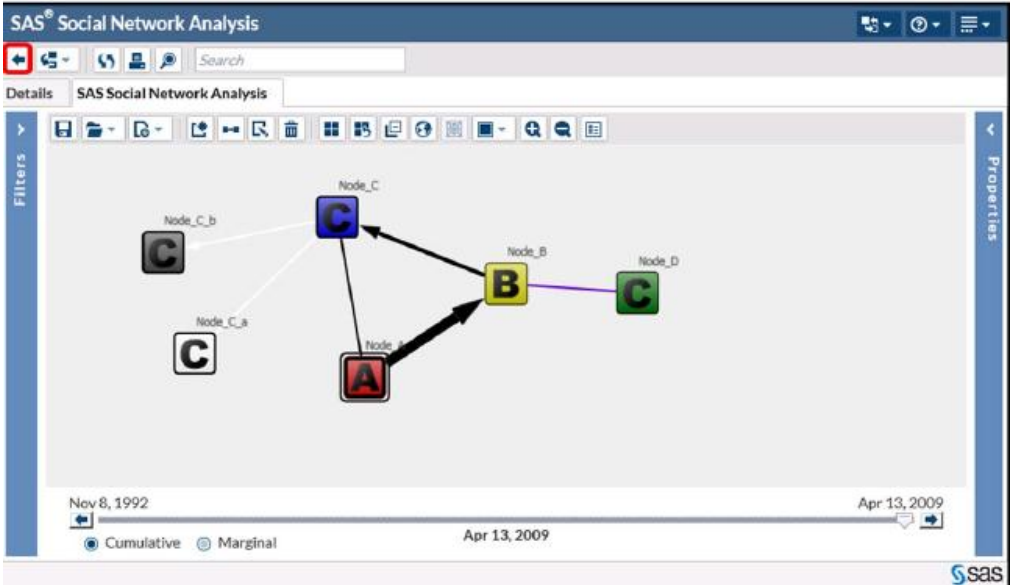 SAS® Social Network Analysis
Search
Details SAS Social Network Analysis
Filters
Properties
Node_C
C
Node_C_b
C
Node_B
B
Node_D
C
Node_C_a
C
Node_
A
Nov 8, 1992
Apr 13, 2009
Apr 13, 2009
Cumulative Marginal
sas